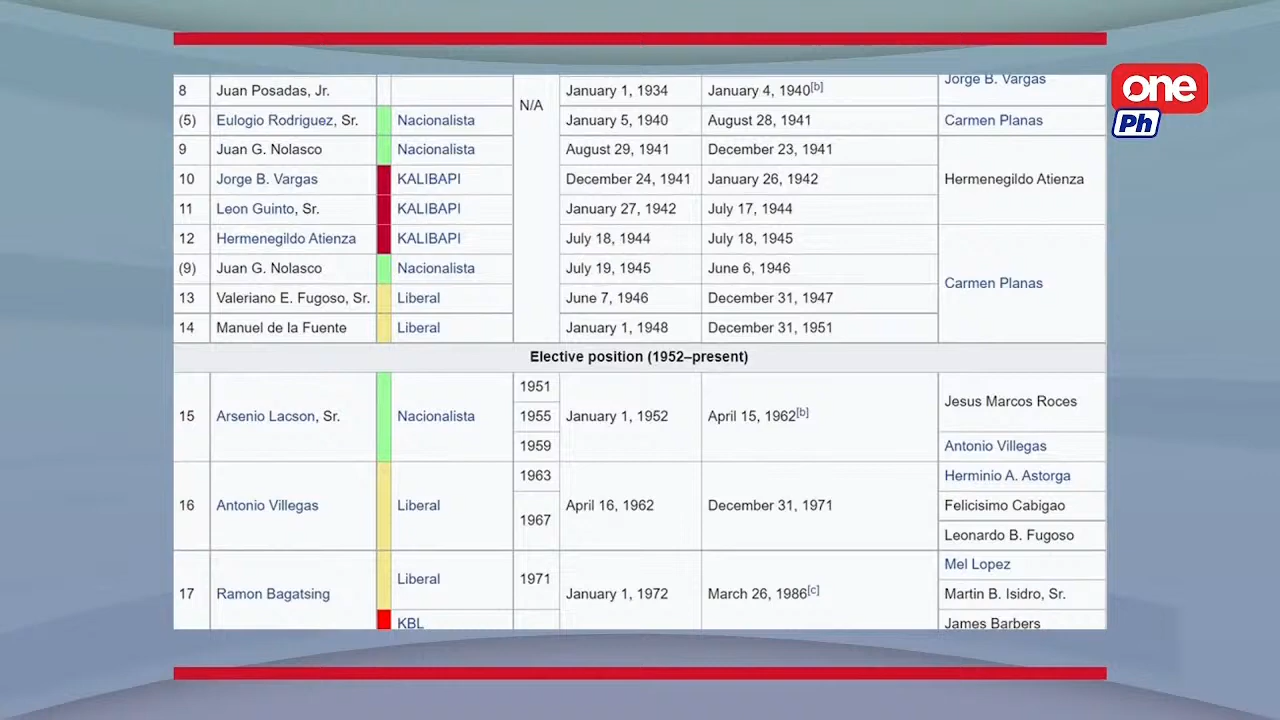 one
Ph
8 Juan Posadas, Jr. N/A January 1, 1934 January 4, 1940[b] Jorge B. Vargas
(5) Eulogio Rodriguez, Sr. Nacionalista January 5, 1940 August 28, 1941 Carmen Planas
9 Juan G. Nolasco Nacionalista August 29, 1941 December 23, 1941
10 Jorge B. Vargas KALIBAPI December 24, 1941 January 26, 1942 Hermenegildo Atienza
11 Leon Guinto, Sr. KALIBAPI January 27, 1942 July 17, 1944
12 Hermenegildo Atienza KALIBAPI July 18, 1944 July 18, 1945
(9) Juan G. Nolasco Nacionalista July 19, 1945 June 6, 1946 Carmen Planas
13 Valeriano E. Fugoso, Sr. Liberal June 7, 1946 December 31, 1947
14 Manuel de la Fuente Liberal January 1, 1948 December 31, 1951
Elective position (1952–present)
1951
15 Arsenio Lacson, Sr. Nacionalista 1955 January 1, 1952 April 15, 1962[b] Jesus Marcos Roces
1959 Antonio Villegas
1963 Herminio A. Astorga
16 Antonio Villegas Liberal April 16, 1962 December 31, 1971 Felicisimo Cabigao
1967 Leonardo B. Fugoso
Liberal 1971 Mel Lopez
17 Ramon Bagatsing January 1, 1972 March 26, 1986[c] Martin B. Isidro, Sr.
KBL James Barbers